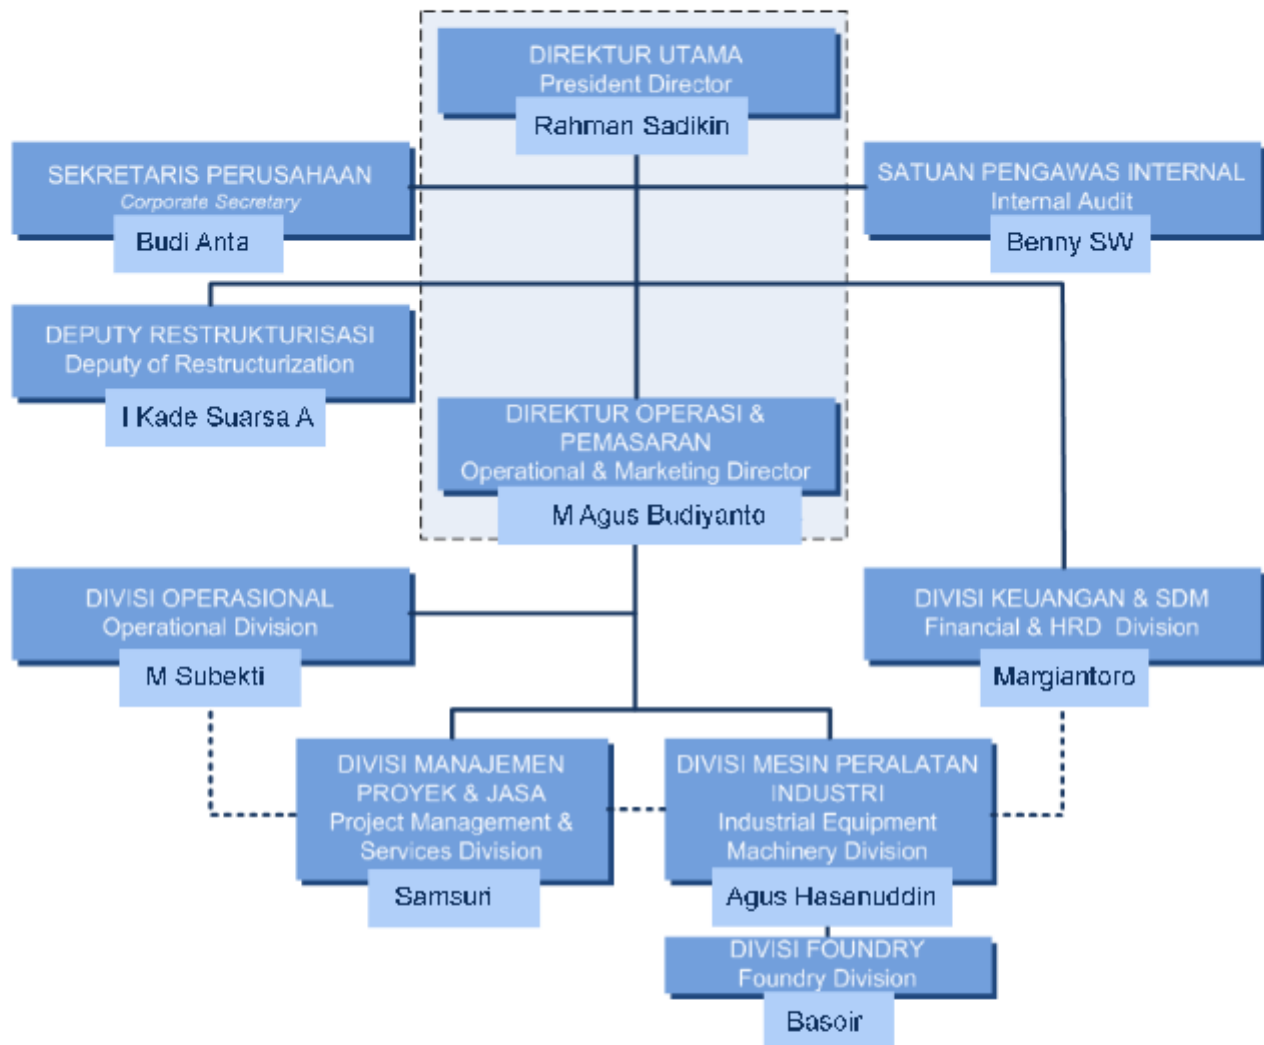 DIREKTUR UTAMA
President Director
Rahman Sadikin
SEKRETARIS PERUSAHAAN
Corporate Secretary
Budi Anta
SATUAN PENGAWAS INTERNAL
Internal Audit
Benny SW
DEPUTY RESTRUKTURISASI
Deputy of Restructurization
I Kade Suarsa A
DIREKTUR OPERASI &
PEMASARAN
Operational & Marketing Director
M Agus Budiyanto
DIVISI OPERASIONAL
Operational Division
M Subekti
DIVISI KEUANGAN & SDM
Financial & HRD Division
Margiantoro
DIVISI MANAJEMEN
PROYEK & JASA
Project Management &
Services Division
Samsuri
DIVISI MESIN PERALATAN
INDUSTRI
Industrial Equipment
Machinery Division
Agus Hasanuddin
DIVISI FOUNDRY
Foundry Division
Basoir